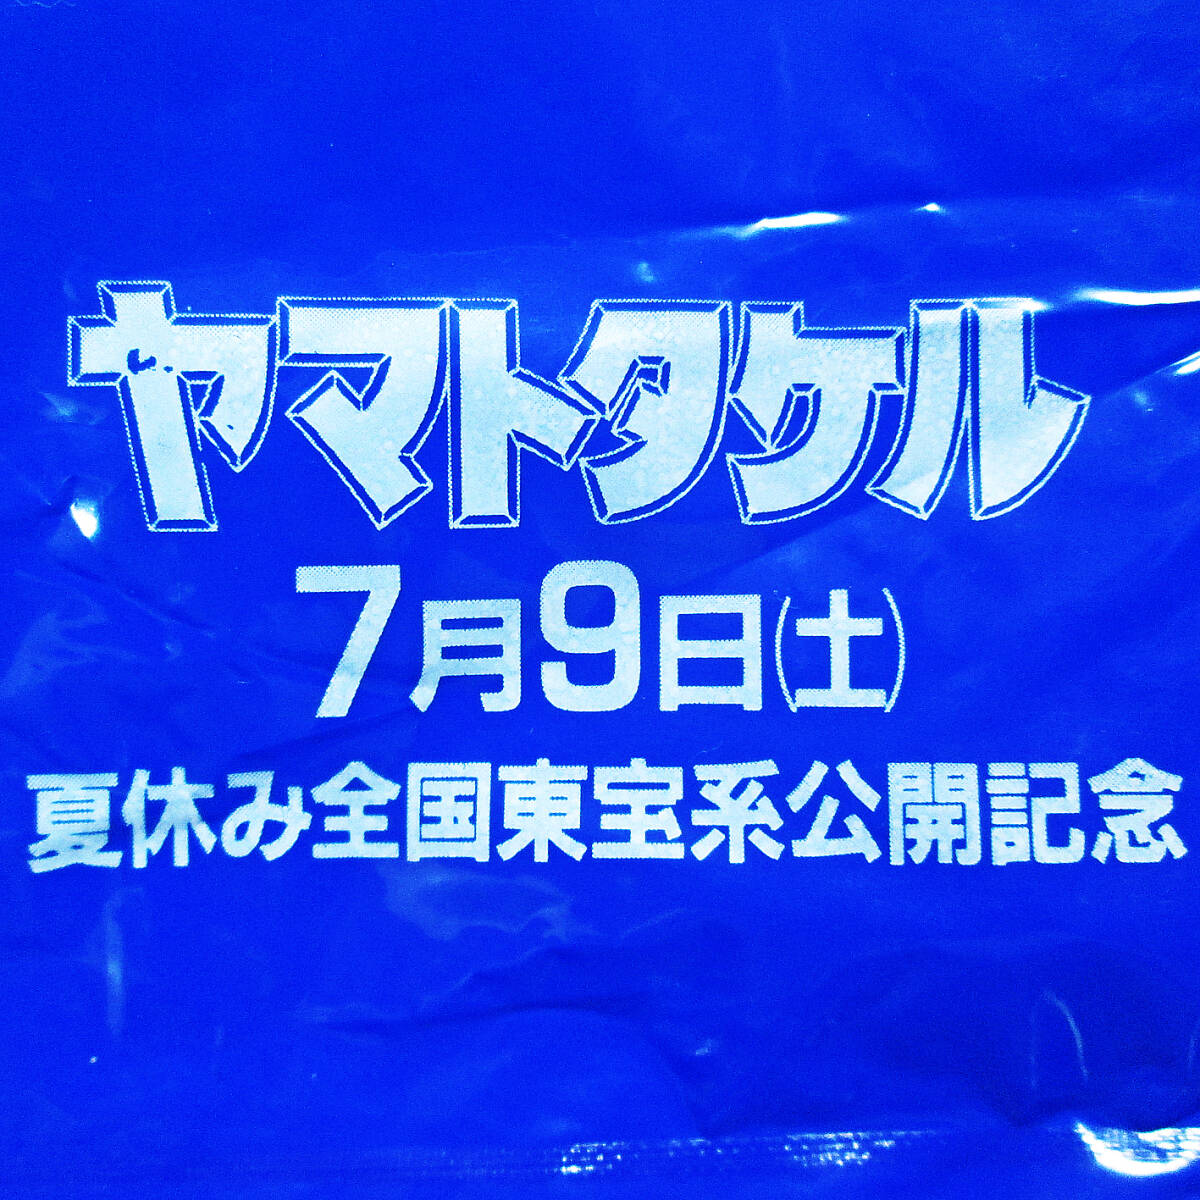 ヤマトタケル
7月9日(土)
夏休み全国東宝系公開記念